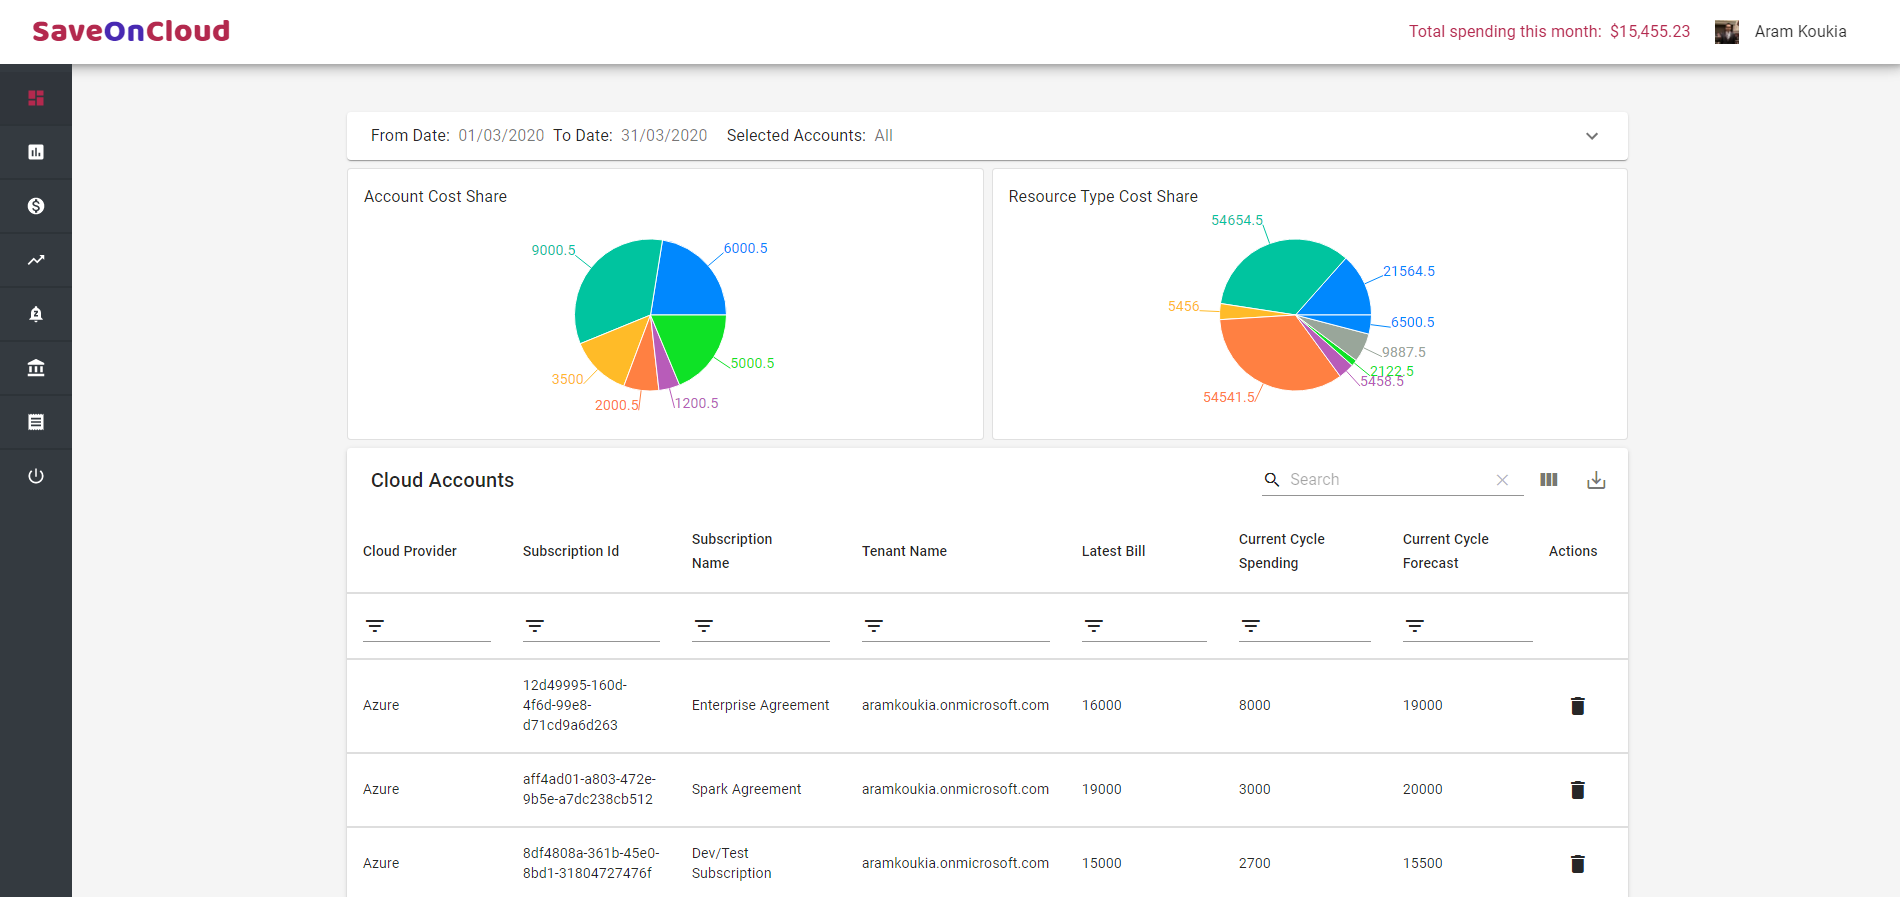 SaveOnCloud
Total spending this month: $15,455.23
Aram Koukia
From Date: 01/03/2020 To Date: 31/03/2020 Selected Accounts: All
Account Cost Share
9000.5
6000.5
5000.5
3500
2000.5
1200.5
Resource Type Cost Share
54654.5
21564.5
5456
6500.5
9887.5
2122.5
5458.5
54541.5
Cloud Accounts
Search
Cloud Provider
Subscription Id
Subscription
Name
Tenant Name
Latest Bill
Current Cycle
Spending
Current Cycle
Forecast
Actions
Azure
12d49995-160d-
4f6d-99e8-
d71cd9a6d263
Enterprise Agreement
aramkoukia.onmicrosoft.com
16000
8000
19000
Azure
aff4ad01-a803-472e-
9b5e-a7dc238cb512
Spark Agreement
aramkoukia.onmicrosoft.com
19000
3000
20000
Azure
8df4808a-361b-45e0-
8bd1-31804727476f
Dev/Test
Subscription
aramkoukia.onmicrosoft.com
15000
2700
15500